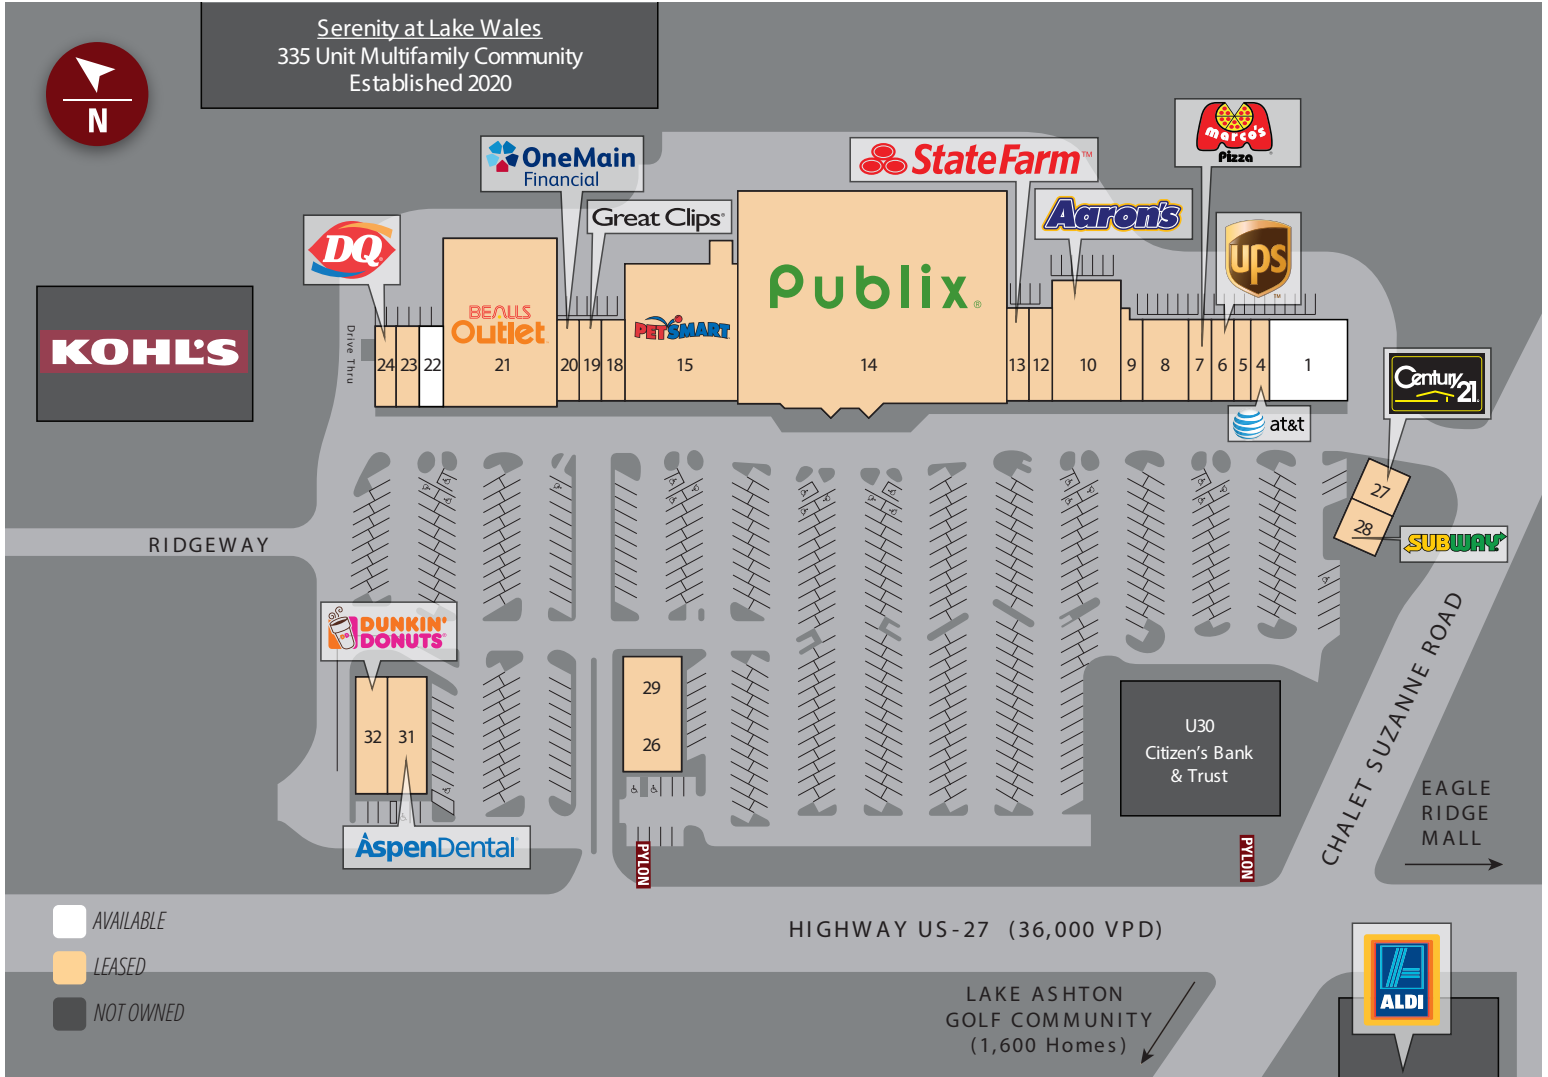 Serenity at Lake Wales
335 Unit Multifamily Community
Established 2020
N
marco's
Pizza
OneMain
Financial
StateFarm™
Great Clips®
Aaron's
DQ®
ups
™
KOHL'S
Drive Thru
BEALLS
Outlet
PETSMART
Publix®
24
23
22
21
20
19
18
15
14
13
12
10
9
8
7
6
5
4
1
at&t
Century
21
27
28
SUBWAY
RIDGEWAY
DUNKIN'
DONUTS
32
31
29
26
AspenDental
U30
Citizen's Bank
& Trust
CHALET SUZANNE ROAD
EAGLE
RIDGE
MALL
PYLON
PYLON
HIGHWAY US-27 (36,000 VPD)
AVAILABLE
LEASED
NOT OWNED
LAKE ASHTON
GOLF COMMUNITY
(1,600 Homes)
ALDI